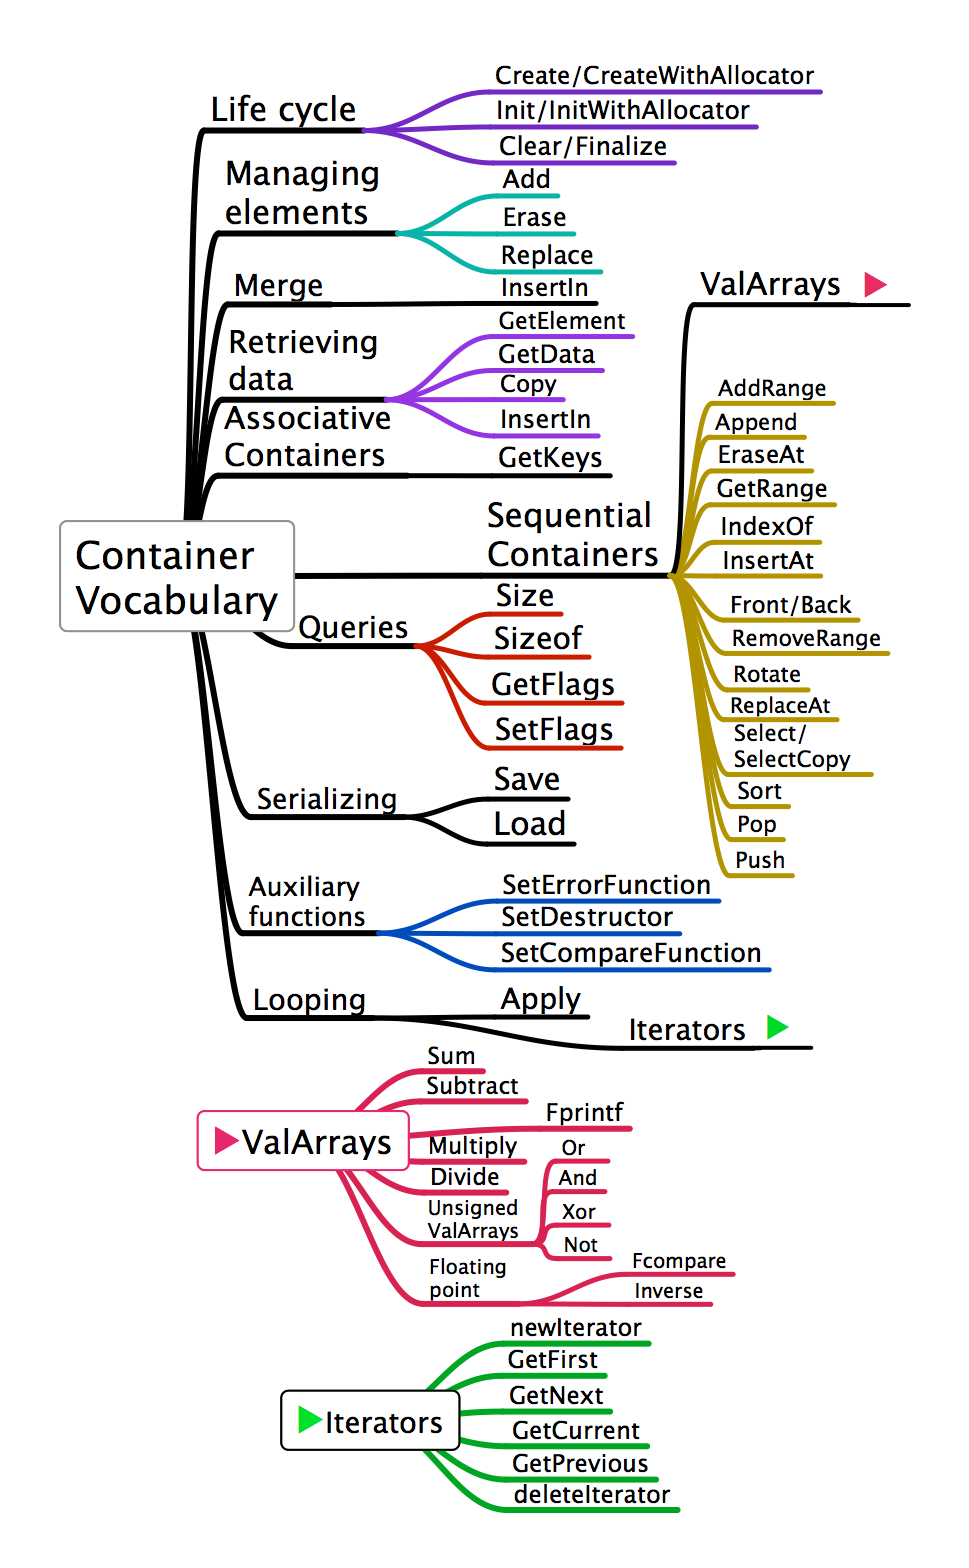 Life cycle
Create/CreateWithAllocator
Init/InitWithAllocator
Clear/Finalize
Managing
elements
Add
Erase
Replace
Merge
InsertIn
Retrieving
data
GetElement
GetData
Copy
InsertIn
Associative
Containers
GetKeys
Container
Vocabulary
Sequential
Containers
ValArrays
AddRange
Append
EraseAt
GetRange
IndexOf
InsertAt
Front/Back
RemoveRange
Rotate
ReplaceAt
Select/
SelectCopy
Sort
Pop
Push
Queries
Size
Sizeof
GetFlags
SetFlags
Serializing
Save
Load
Auxiliary
functions
SetErrorFunction
SetDestructor
SetCompareFunction
Looping
Apply
Iterators
ValArrays
Sum
Subtract
Fprintf
Multiply
Divide
Unsigned
ValArrays
Or
And
Xor
Not
Floating
point
Fcompare
Inverse
Iterators
newIterator
GetFirst
GetNext
GetCurrent
GetPrevious
deleteIterator